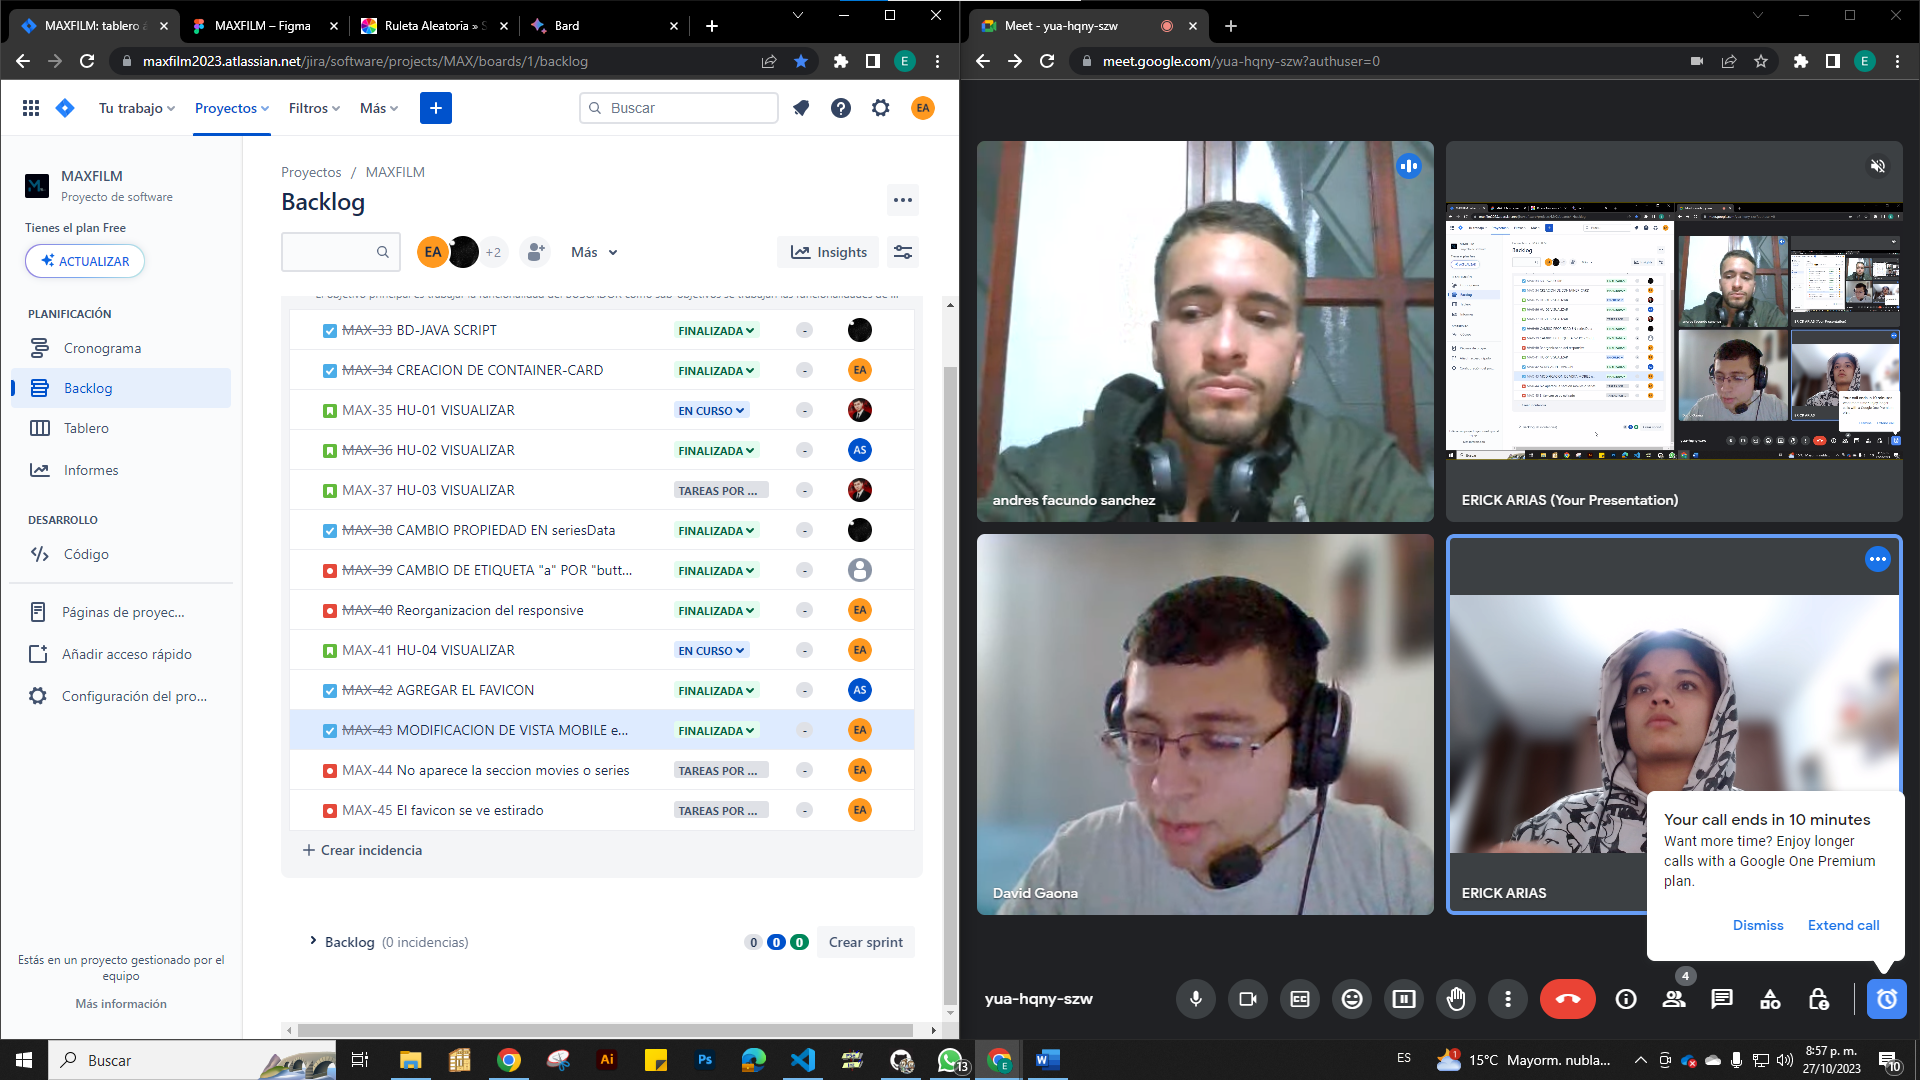 MAXFILM: tablero á
MAXFILM – Figma
Ruleta Aleatoria » S
Bard
maxfilm2023.atlassian.net/jira/software/projects/MAX/boards/1/backlog
E
Tu trabajo
Proyectos
Filtros
Más
Buscar
EA
MAXFILM
Proyecto de software
Tienes el plan Free
ACTUALIZAR
PLANIFICACIÓN
Cronograma
Backlog
Tablero
Informes
DESARROLLO
Código
Páginas de proyec...
Añadir acceso rápido
Configuración del pro...
Estás en un proyecto gestionado por el
equipo
Más información
Proyectos / MAXFILM
Backlog
EA +2
Más
Insights
MAX-33 BD-JAVA SCRIPT FINALIZADA -
MAX-34 CREACION DE CONTAINER-CARD FINALIZADA - EA
MAX-35 HU-01 VISUALIZAR EN CURSO -
MAX-36 HU-02 VISUALIZAR FINALIZADA - AS
MAX-37 HU-03 VISUALIZAR TAREAS POR ... -
MAX-38 CAMBIO PROPIEDAD EN seriesData FINALIZADA -
MAX-39 CAMBIO DE ETIQUETA "a" POR "butt... FINALIZADA -
MAX-40 Reorganizacion del responsive FINALIZADA - EA
MAX-41 HU-04 VISUALIZAR EN CURSO - EA
MAX-42 AGREGAR EL FAVICON FINALIZADA - AS
MAX-43 MODIFICACION DE VISTA MOBILE e... FINALIZADA - EA
MAX-44 No aparece la seccion movies o series TAREAS POR ... - EA
MAX-45 El favicon se ve estirado TAREAS POR ... - EA
Crear incidencia
Backlog (0 incidencias) 0 0 0 Crear sprint
Meet - yua-hqny-szw
meet.google.com/yua-hqny-szw?authuser=0
E
andres facundo sanchez
ERICK ARIAS (Your Presentation)
David Gaona
ERICK ARIAS
Your call ends in 10 minutes
Want more time? Enjoy longer
calls with a Google One Premium
plan.
Dismiss
Extend call
yua-hqny-szw
4
Buscar
Ai
Ps
13
ES
1
15°C Mayorm. nubla...
8:57 p. m.
27/10/2023
10